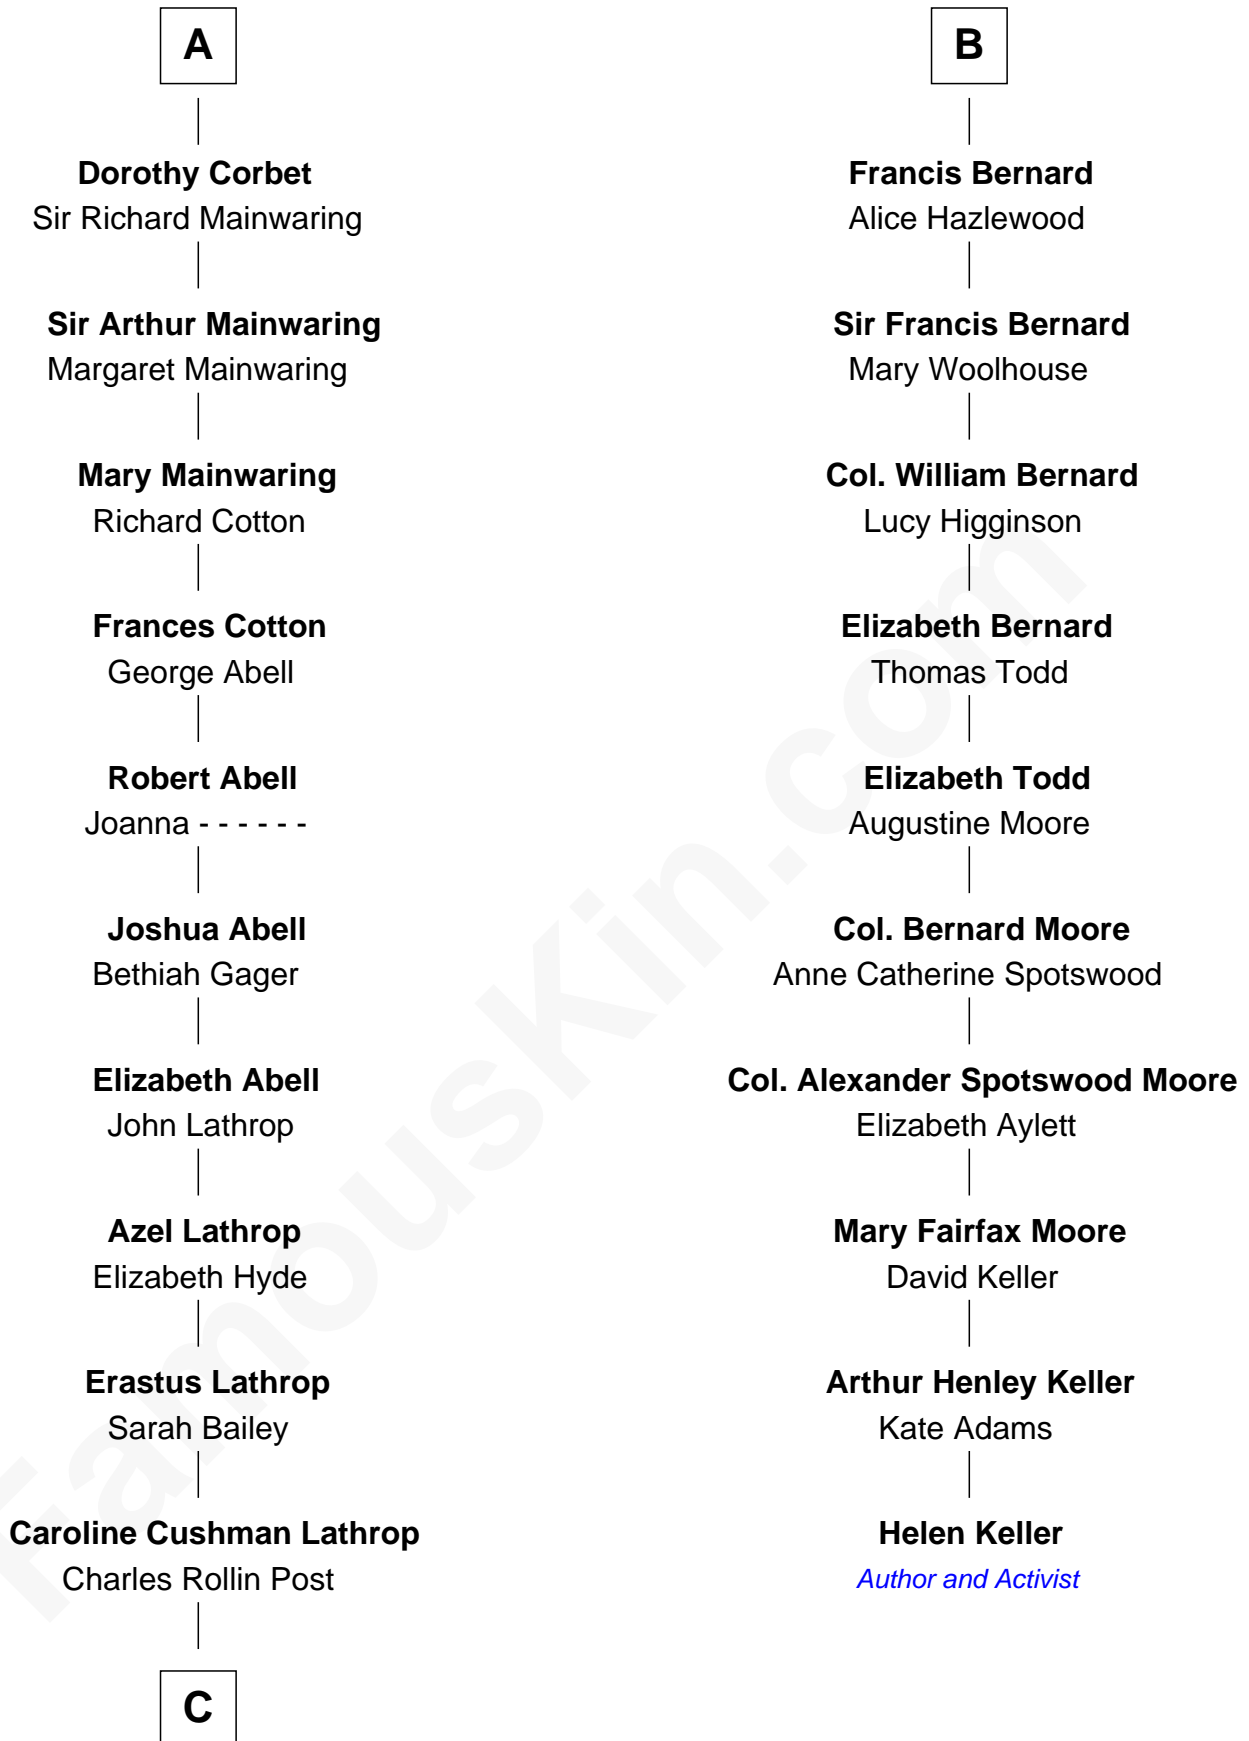 A
Dorothy Corbet
Sir Richard Mainwaring
Sir Arthur Mainwaring
Margaret Mainwaring
Mary Mainwaring
Richard Cotton
Frances Cotton
George Abell
Robert Abell
Joanna - - - - - -
Joshua Abell
Bethiah Gager
Elizabeth Abell
John Lathrop
Azel Lathrop
Elizabeth Hyde
Erastus Lathrop
Sarah Bailey
Caroline Cushman Lathrop
Charles Rollin Post
C
B
Francis Bernard
Alice Hazlewood
Sir Francis Bernard
Mary Woolhouse
Col. William Bernard
Lucy Higginson
Elizabeth Bernard
Thomas Todd
Elizabeth Todd
Augustine Moore
Col. Bernard Moore
Anne Catherine Spotswood
Col. Alexander Spotswood Moore
Elizabeth Aylett
Mary Fairfax Moore
David Keller
Arthur Henley Keller
Kate Adams
Helen Keller
Author and Activist
FamousKin.com